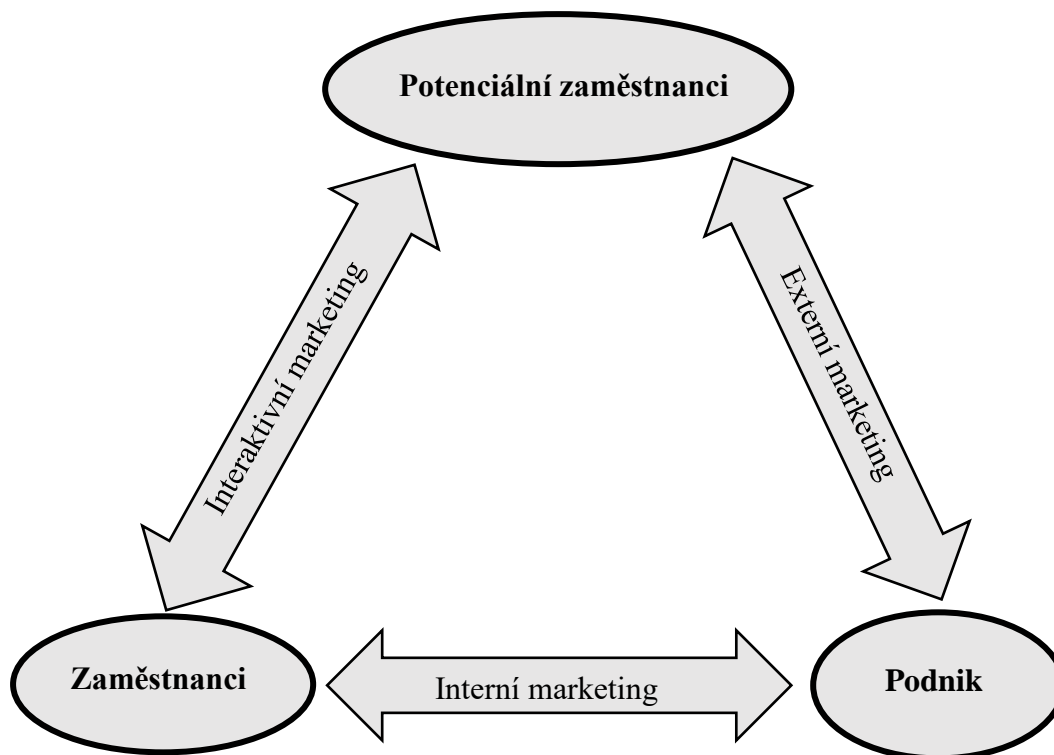 Potenciální zaměstnanci
Interaktivní marketing
Externí marketing
Zaměstnanci
Interní marketing
Podnik